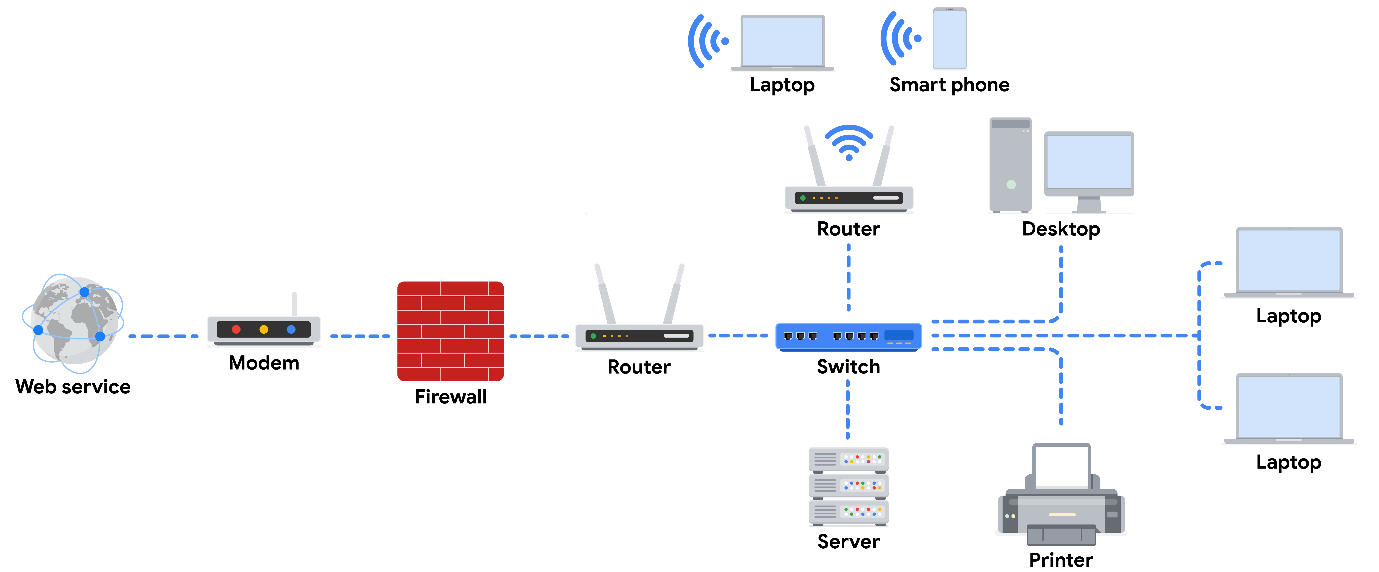 Laptop
Smart phone
Router
Desktop
Web service
Modem
Firewall
Router
Switch
Laptop
Laptop
Server
Printer